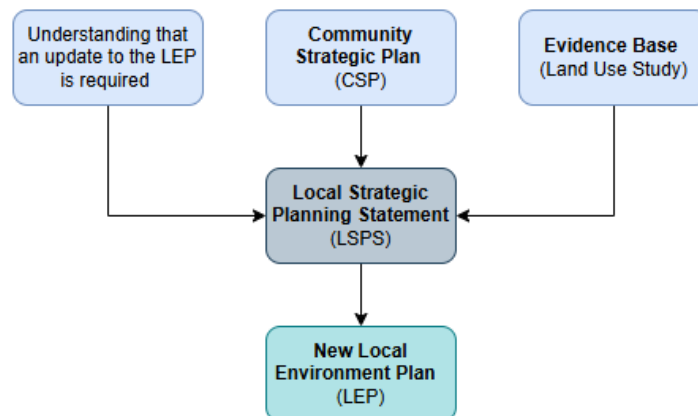 Understanding that
an update to the LEP
is required
Community
Strategic Plan
(CSP)
Evidence Base
(Land Use Study)
Local Strategic
Planning Statement
(LSPS)
New Local
Environment Plan
(LEP)